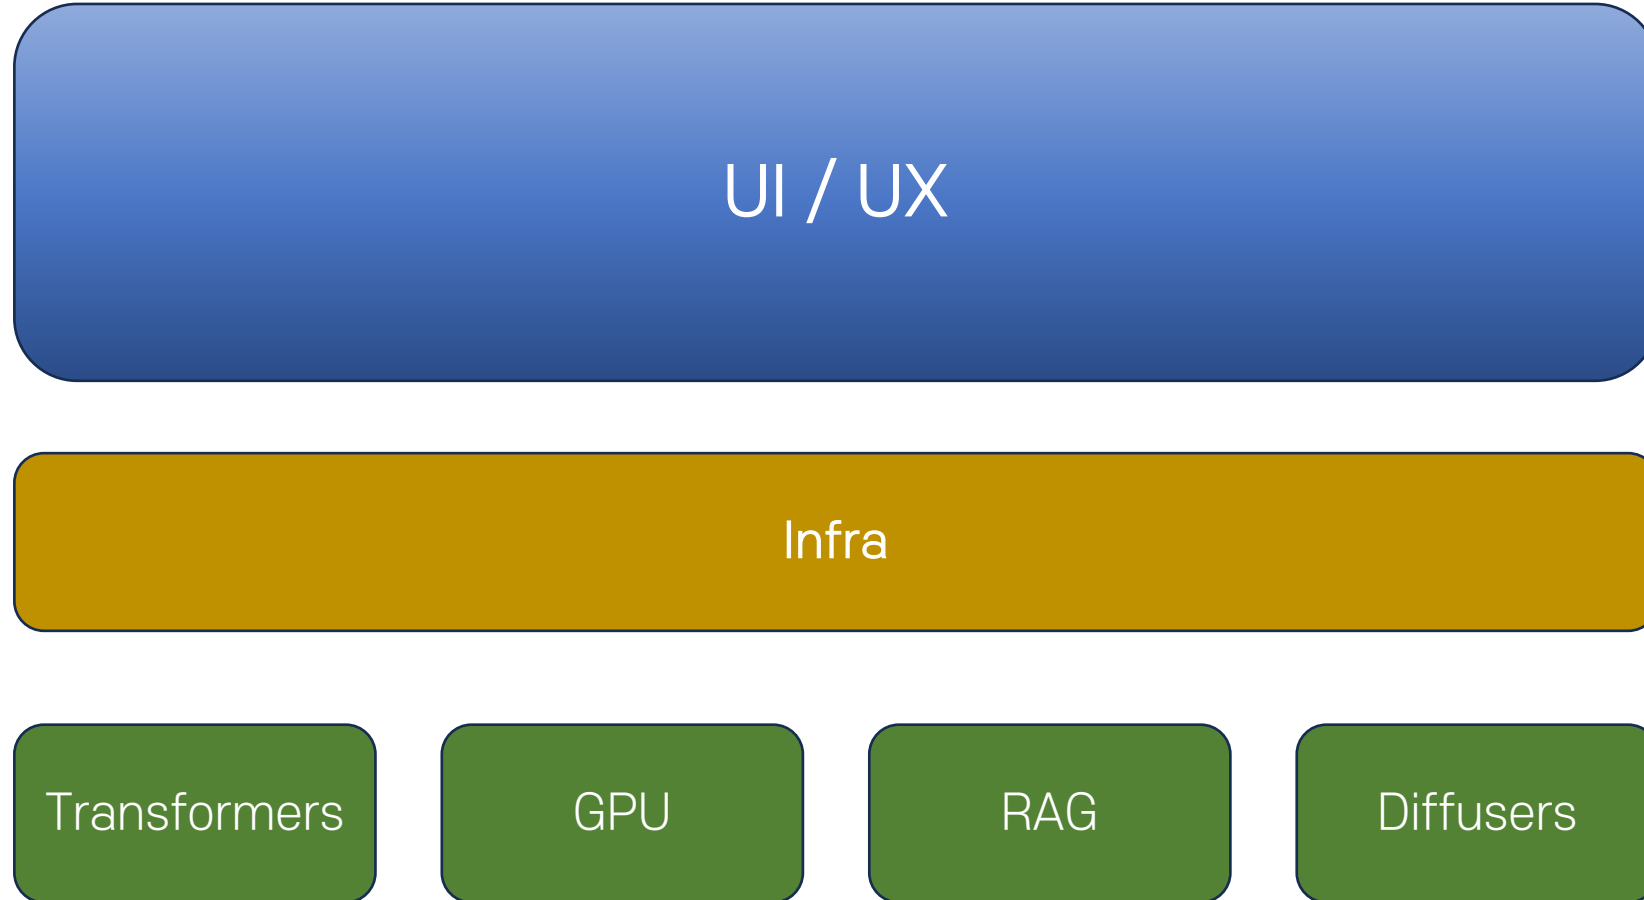 UI / UX
Infra
Transformers
GPU
RAG
Diffusers